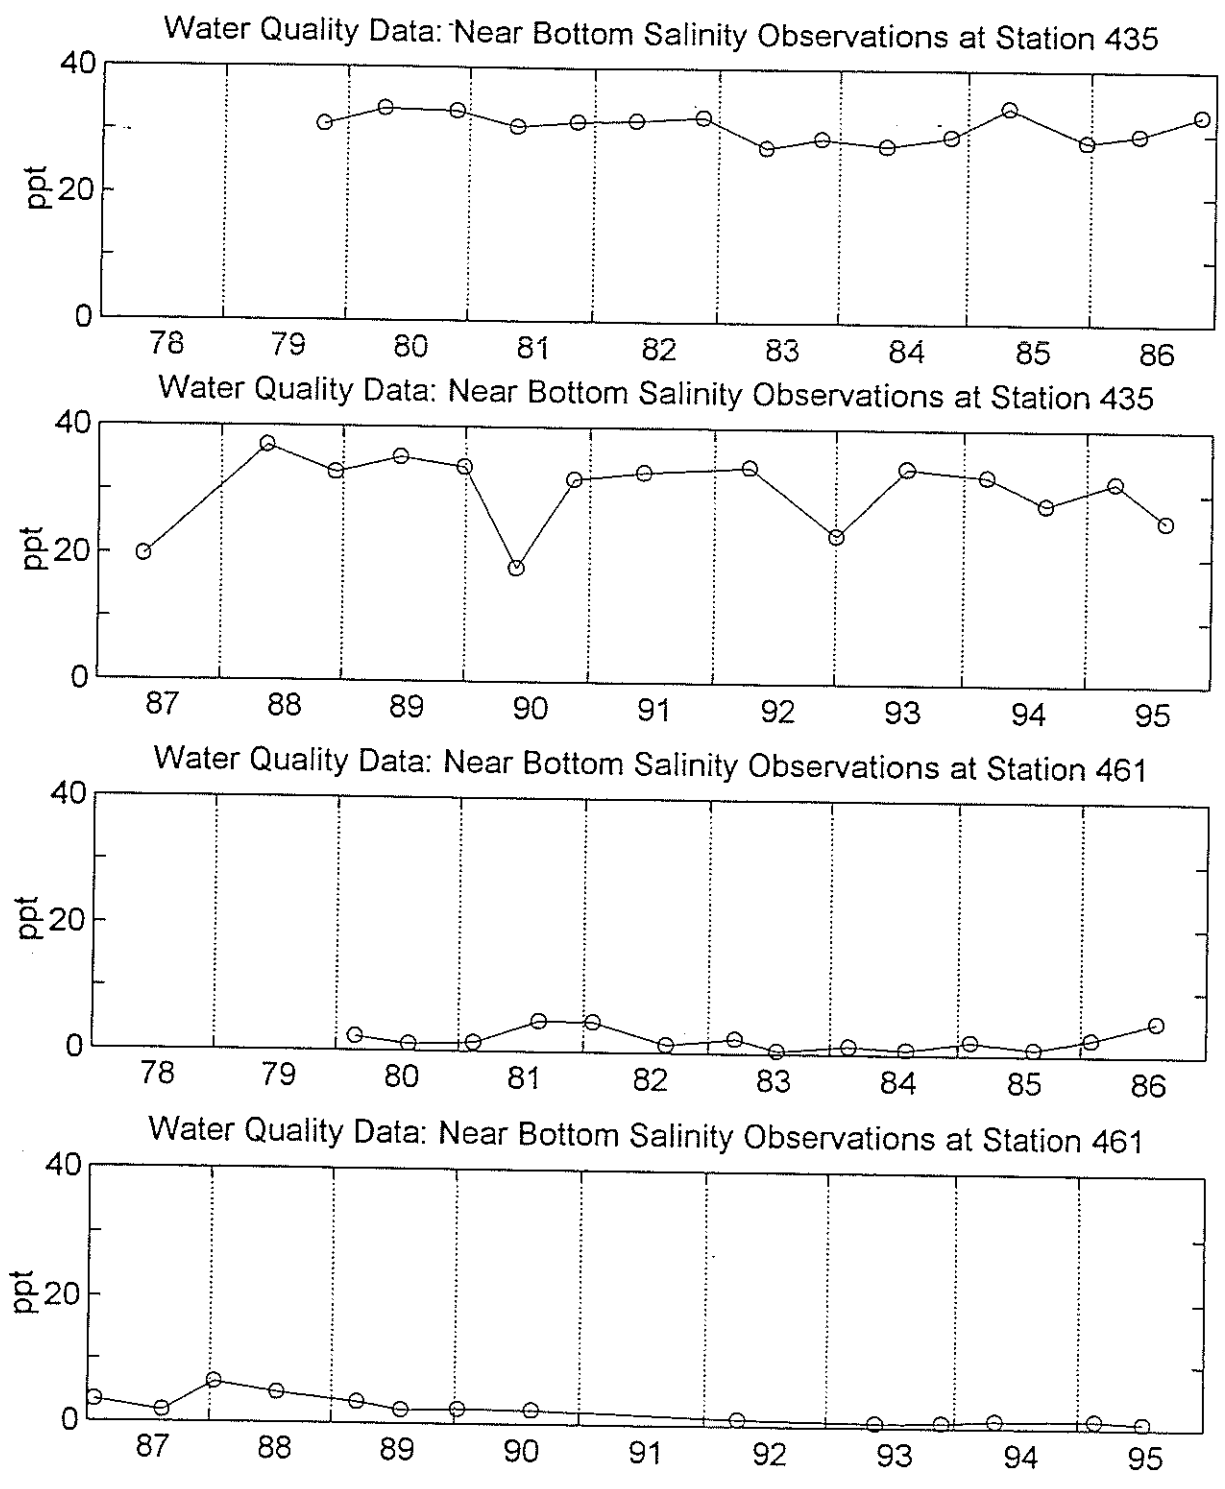 Water Quality Data: Near Bottom Salinity Observations at Station 435
40
20
0
ppt
78 79 80 81 82 83 84 85 86
Water Quality Data: Near Bottom Salinity Observations at Station 435
40
20
0
ppt
87 88 89 90 91 92 93 94 95
Water Quality Data: Near Bottom Salinity Observations at Station 461
40
20
0
ppt
78 79 80 81 82 83 84 85 86
Water Quality Data: Near Bottom Salinity Observations at Station 461
40
20
0
ppt
87 88 89 90 91 92 93 94 95